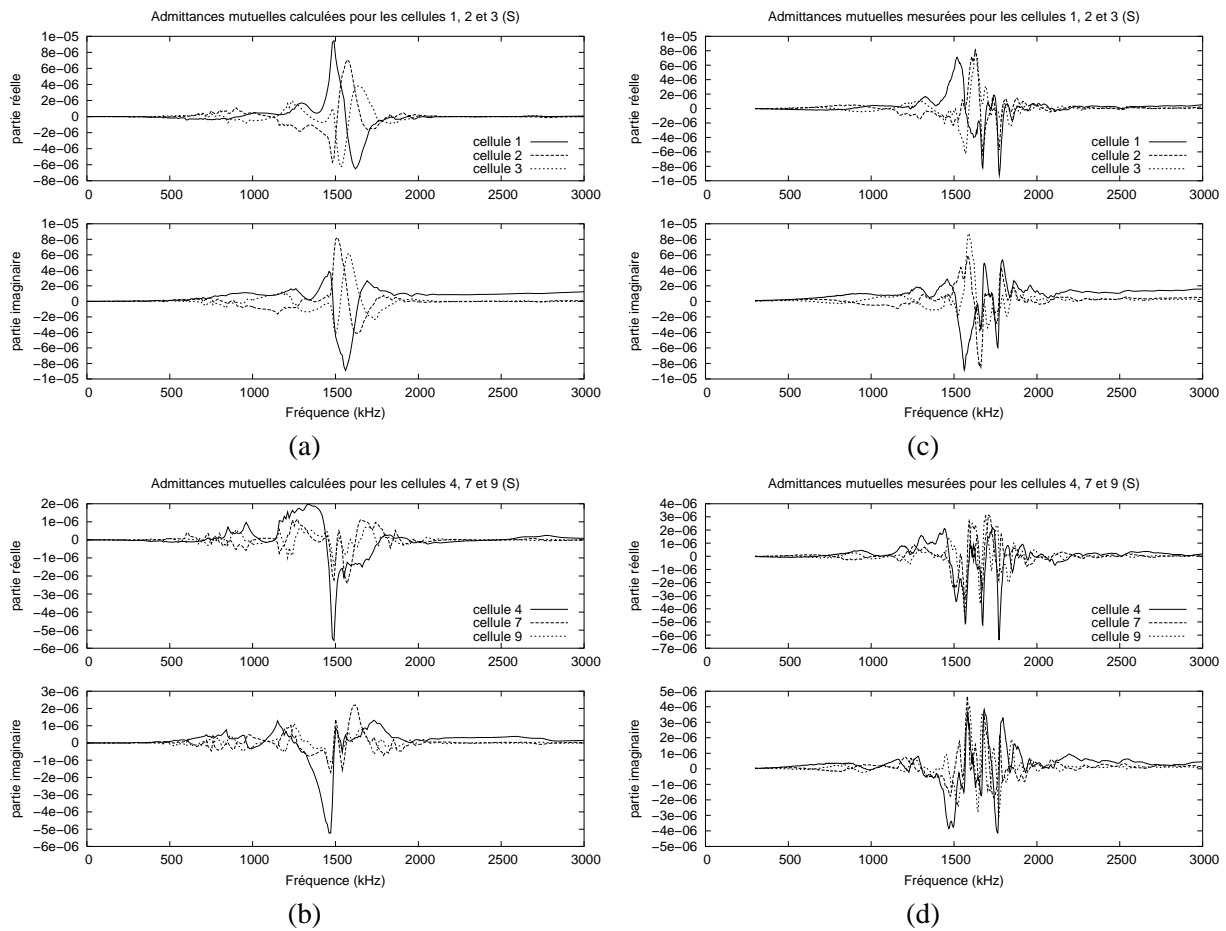 Admittances mutuelles calculées pour les cellules 1, 2 et 3 (S)
1e−05
8e−06
6e−06
4e−06
2e−06
0
−2e−06
−4e−06
−6e−06
−8e−06
partie réelle
cellule 1
cellule 2
cellule 3
0 500 1000 1500 2000 2500 3000
1e−05
8e−06
6e−06
4e−06
2e−06
0
−2e−06
−4e−06
−6e−06
−8e−06
−1e−05
partie imaginaire
0 500 1000 1500 2000 2500 3000
Fréquence (kHz)
(a)
Admittances mutuelles mesurées pour les cellules 1, 2 et 3 (S)
1e−05
8e−06
6e−06
4e−06
2e−06
0
−2e−06
−4e−06
−6e−06
−8e−06
−1e−05
partie réelle
cellule 1
cellule 2
cellule 3
0 500 1000 1500 2000 2500 3000
1e−05
8e−06
6e−06
4e−06
2e−06
0
−2e−06
−4e−06
−6e−06
−8e−06
−1e−05
partie imaginaire
0 500 1000 1500 2000 2500 3000
Fréquence (kHz)
(c)
Admittances mutuelles calculées pour les cellules 4, 7 et 9 (S)
2e−06
1e−06
0
−1e−06
−2e−06
−3e−06
−4e−06
−5e−06
−6e−06
partie réelle
cellule 4
cellule 7
cellule 9
0 500 1000 1500 2000 2500 3000
3e−06
2e−06
1e−06
0
−1e−06
−2e−06
−3e−06
−4e−06
−5e−06
−6e−06
partie imaginaire
0 500 1000 1500 2000 2500 3000
Fréquence (kHz)
(b)
Admittances mutuelles mesurées pour les cellules 4, 7 et 9 (S)
4e−06
3e−06
2e−06
1e−06
0
−1e−06
−2e−06
−3e−06
−4e−06
−5e−06
−6e−06
−7e−06
partie réelle
cellule 4
cellule 7
cellule 9
0 500 1000 1500 2000 2500 3000
5e−06
4e−06
3e−06
2e−06
1e−06
0
−1e−06
−2e−06
−3e−06
−4e−06
−5e−06
partie imaginaire
0 500 1000 1500 2000 2500 3000
Fréquence (kHz)
(d)